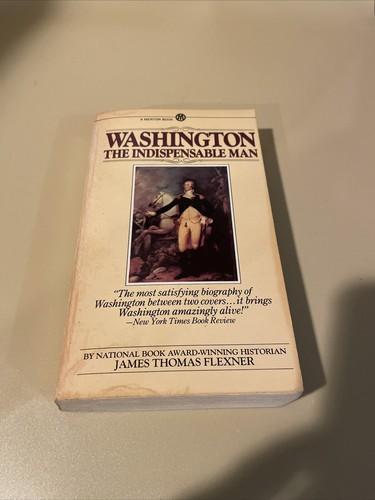 A MENTOR BOOK
WASHINGTON
THE INDISPENSABLE MAN
"The most satisfying biography of
Washington between two covers...it brings
Washington amazingly alive!"
—New York Times Book Review
BY NATIONAL BOOK AWARD-WINNING HISTORIAN
JAMES THOMAS FLEXNER